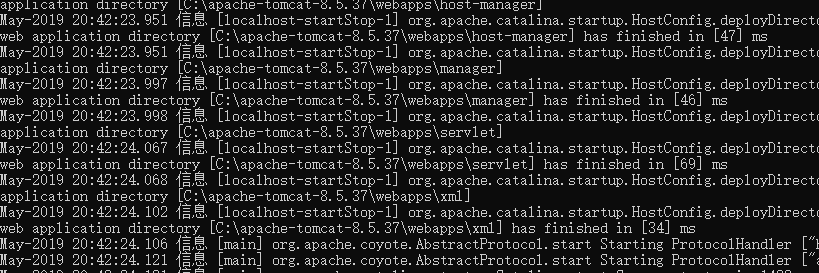 application directory [C:\apache-tomcat-8.5.37\webapps\host-manager]
May-2019 20:42:23.951 信息 [localhost-startStop-1] org.apache.catalina.startup.HostConfig.deployDirecto
web application directory [C:\apache-tomcat-8.5.37\webapps\host-manager] has finished in [47] ms
May-2019 20:42:23.951 信息 [localhost-startStop-1] org.apache.catalina.startup.HostConfig.deployDirecto
application directory [C:\apache-tomcat-8.5.37\webapps\manager]
May-2019 20:42:23.997 信息 [localhost-startStop-1] org.apache.catalina.startup.HostConfig.deployDirecto
web application directory [C:\apache-tomcat-8.5.37\webapps\manager] has finished in [46] ms
May-2019 20:42:23.998 信息 [localhost-startStop-1] org.apache.catalina.startup.HostConfig.deployDirecto
application directory [C:\apache-tomcat-8.5.37\webapps\servlet]
May-2019 20:42:24.067 信息 [localhost-startStop-1] org.apache.catalina.startup.HostConfig.deployDirecto
web application directory [C:\apache-tomcat-8.5.37\webapps\servlet] has finished in [69] ms
May-2019 20:42:24.068 信息 [localhost-startStop-1] org.apache.catalina.startup.HostConfig.deployDirecto
application directory [C:\apache-tomcat-8.5.37\webapps\xml]
May-2019 20:42:24.102 信息 [localhost-startStop-1] org.apache.catalina.startup.HostConfig.deployDirecto
web application directory [C:\apache-tomcat-8.5.37\webapps\xml] has finished in [34] ms
May-2019 20:42:24.106 信息 [main] org.apache.coyote.AbstractProtocol.start Starting ProtocolHandler ["h
May-2019 20:42:24.121 信息 [main] org.apache.coyote.AbstractProtocol.start Starting ProtocolHandler ["a